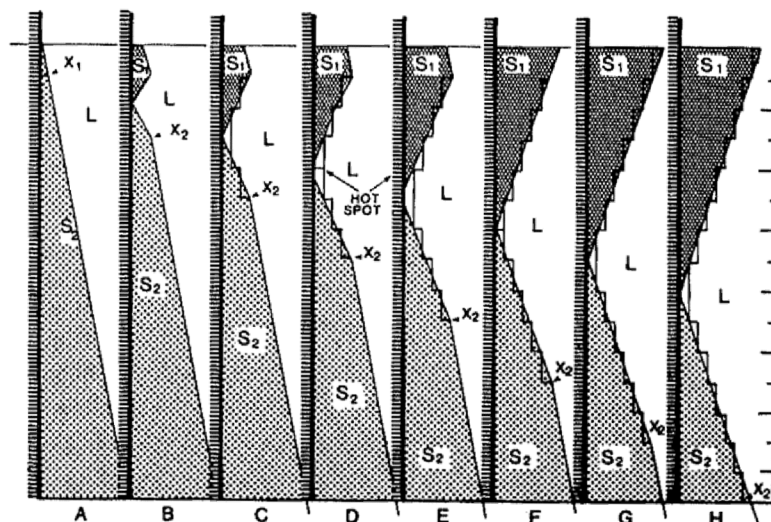 S₁ S₁ S₁ S₁ S₁ S₁ S₁
X₁
L L L L L L L L
X₂
X₂
HOT
SPOT
S₂
X₂
S₂ S₂ S₂ S₂ S₂ S₂ S₂
X₂
X₂
X₂
X₂
A B C D E F G H